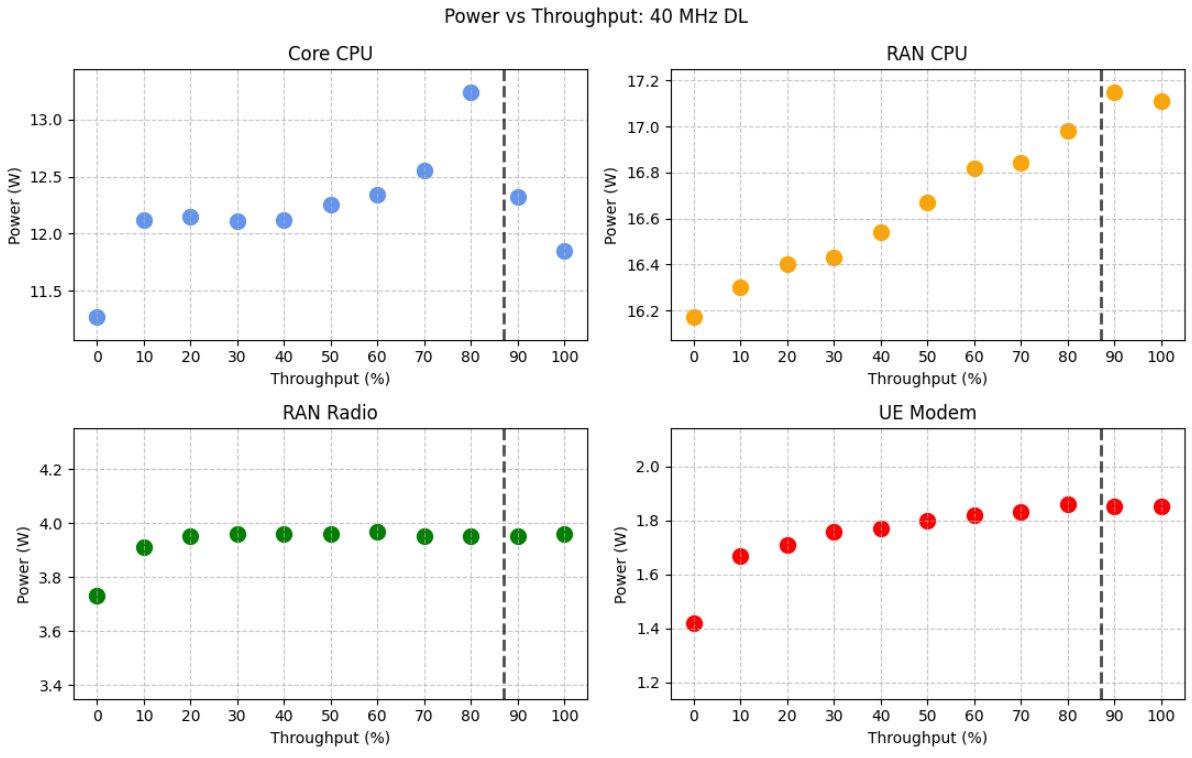 Power vs Throughput: 40 MHz DL
Core CPU
Power (W)
13.0
12.5
12.0
11.5
0 10 20 30 40 50 60 70 80 90 100
Throughput (%)
RAN CPU
Power (W)
17.2
17.0
16.8
16.6
16.4
16.2
0 10 20 30 40 50 60 70 80 90 100
Throughput (%)
RAN Radio
Power (W)
4.2
4.0
3.8
3.6
3.4
0 10 20 30 40 50 60 70 80 90 100
Throughput (%)
UE Modem
Power (W)
2.0
1.8
1.6
1.4
1.2
0 10 20 30 40 50 60 70 80 90 100
Throughput (%)